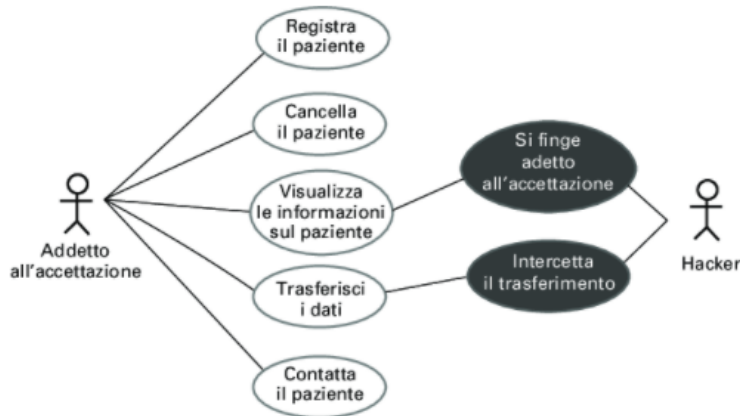 Registra
il paziente
Cancella
il paziente
Si finge
adetto
all'accettazione
Visualizza
le informazioni
sul paziente
Addetto
all'accettazione
Hacker
Intercetta
il trasferimento
Trasferisci
i dati
Contatta
il paziente